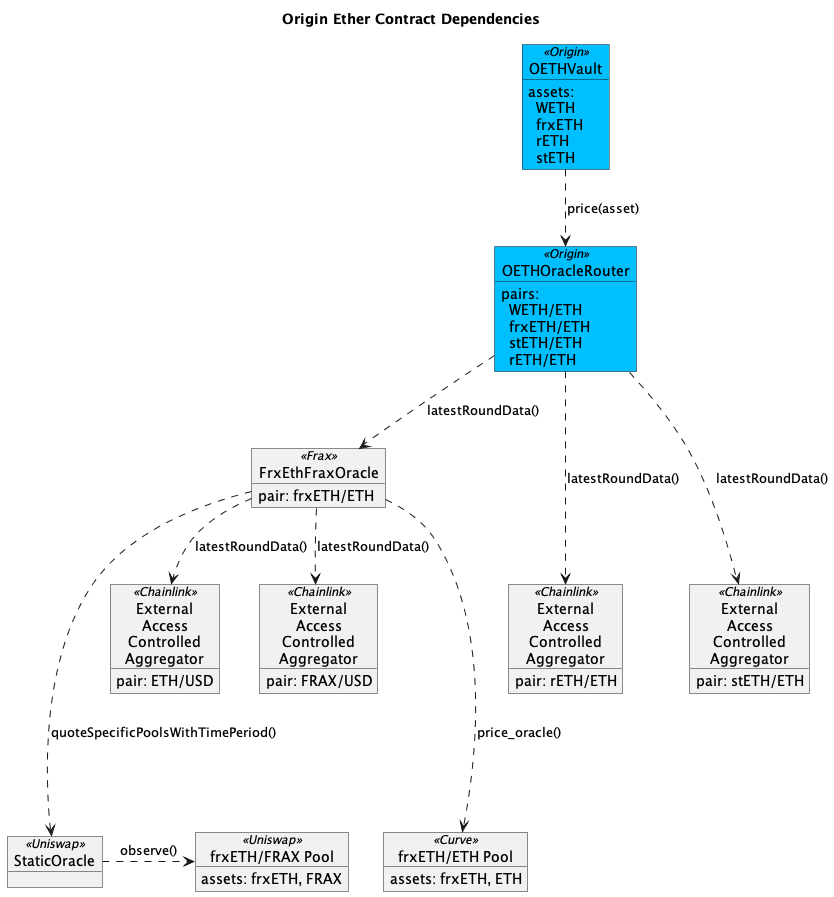 Origin Ether Contract Dependencies
«Origin»
OETHVault
assets:
WETH
frxETH
rETH
stETH
price(asset)
«Origin»
OETHOracleRouter
pairs:
WETH/ETH
frxETH/ETH
stETH/ETH
rETH/ETH
latestRoundData()
«Frax»
FrxEthFraxOracle
pair: frxETH/ETH
latestRoundData()
latestRoundData()
latestRoundData()
latestRoundData()
«Chainlink»
External
Access
Controlled
Aggregator
pair: ETH/USD
«Chainlink»
External
Access
Controlled
Aggregator
pair: FRAX/USD
«Chainlink»
External
Access
Controlled
Aggregator
pair: rETH/ETH
«Chainlink»
External
Access
Controlled
Aggregator
pair: stETH/ETH
quoteSpecificPoolsWithTimePeriod()
price_oracle()
«Uniswap»
StaticOracle
observe()
«Uniswap»
frxETH/FRAX Pool
assets: frxETH, FRAX
«Curve»
frxETH/ETH Pool
assets: frxETH, ETH